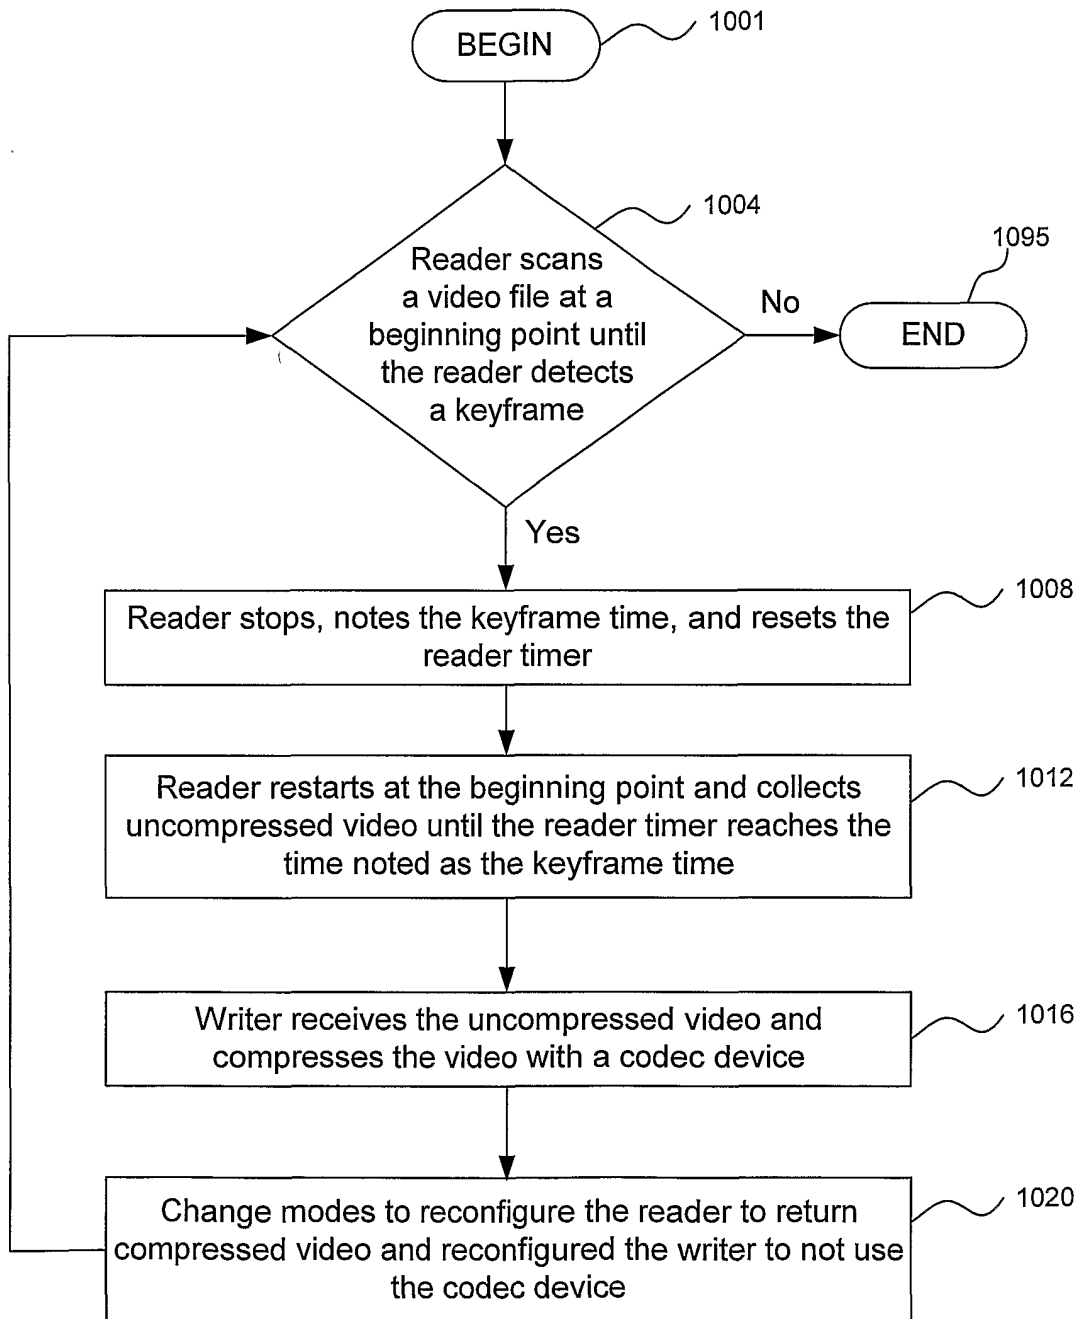 BEGIN
1001
1004
Reader scans
a video file at a
beginning point until
the reader detects
a keyframe
No
1095
END
Yes
1008
Reader stops, notes the keyframe time, and resets the
reader timer
1012
Reader restarts at the beginning point and collects
uncompressed video until the reader timer reaches the
time noted as the keyframe time
1016
Writer receives the uncompressed video and
compresses the video with a codec device
1020
Change modes to reconfigure the reader to return
compressed video and reconfigured the writer to not use
the codec device